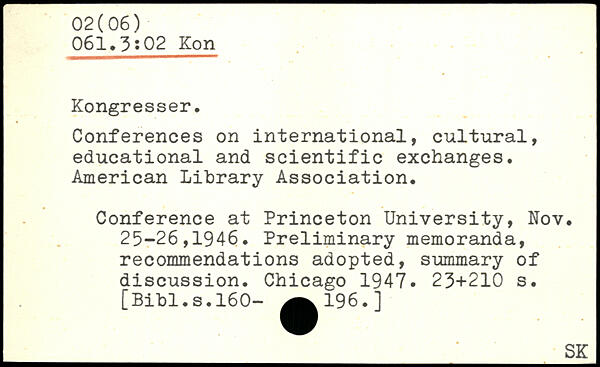 02(06)
061.3:02 Kon
Kongresser.
Conferences on international, cultural,
educational and scientific exchanges.
American Library Association.
Conference at Princeton University, Nov.
25-26,1946. Preliminary memoranda,
recommendations adopted, summary of
discussion. Chicago 1947. 23+210 s.
[Bibl.s.160- 196.]
SK